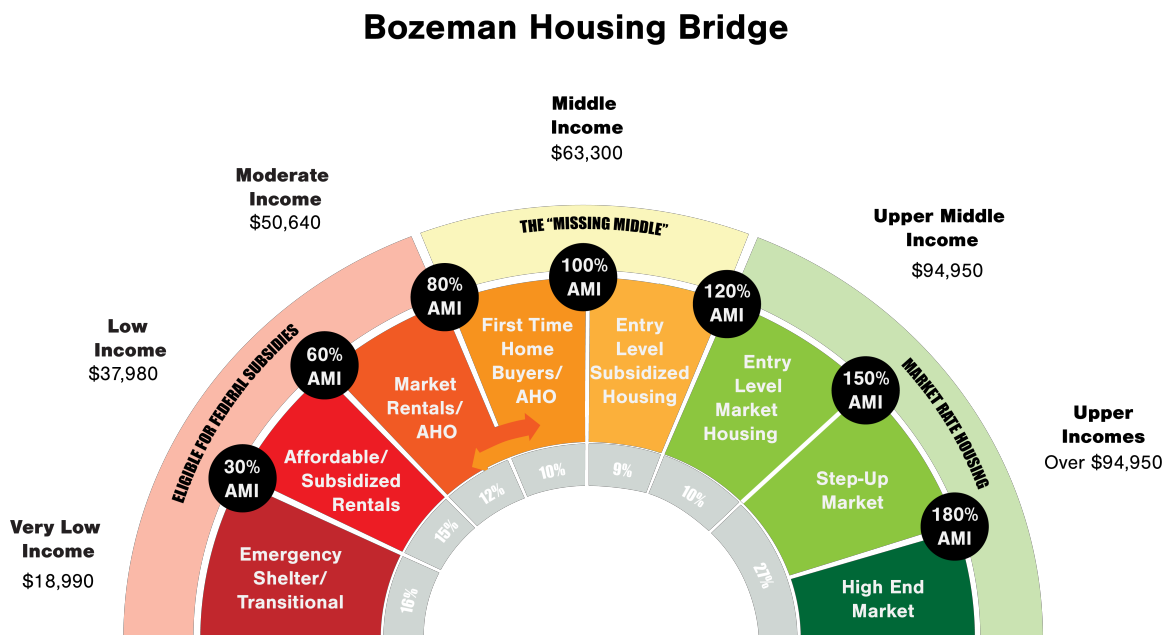 Bozeman Housing Bridge
Very Low
Income
$18,990
Low
Income
$37,980
Moderate
Income
$50,640
Middle
Income
$63,300
Upper Middle
Income
$94,950
Upper
Incomes
Over $94,950
ELIGIBLE FOR FEDERAL SUBSIDIES
THE “MISSING MIDDLE”
MARKET RATE HOUSING
30%
AMI
60%
AMI
80%
AMI
100%
AMI
120%
AMI
150%
AMI
180%
AMI
Emergency
Shelter/
Transitional
Affordable/
Subsidized
Rentals
Market
Rentals/
AHO
First Time
Home
Buyers/
AHO
Entry
Level
Subsidized
Housing
Entry
Level
Market
Housing
Step-Up
Market
High End
Market
16%
15%
12%
10%
9%
10%
27%